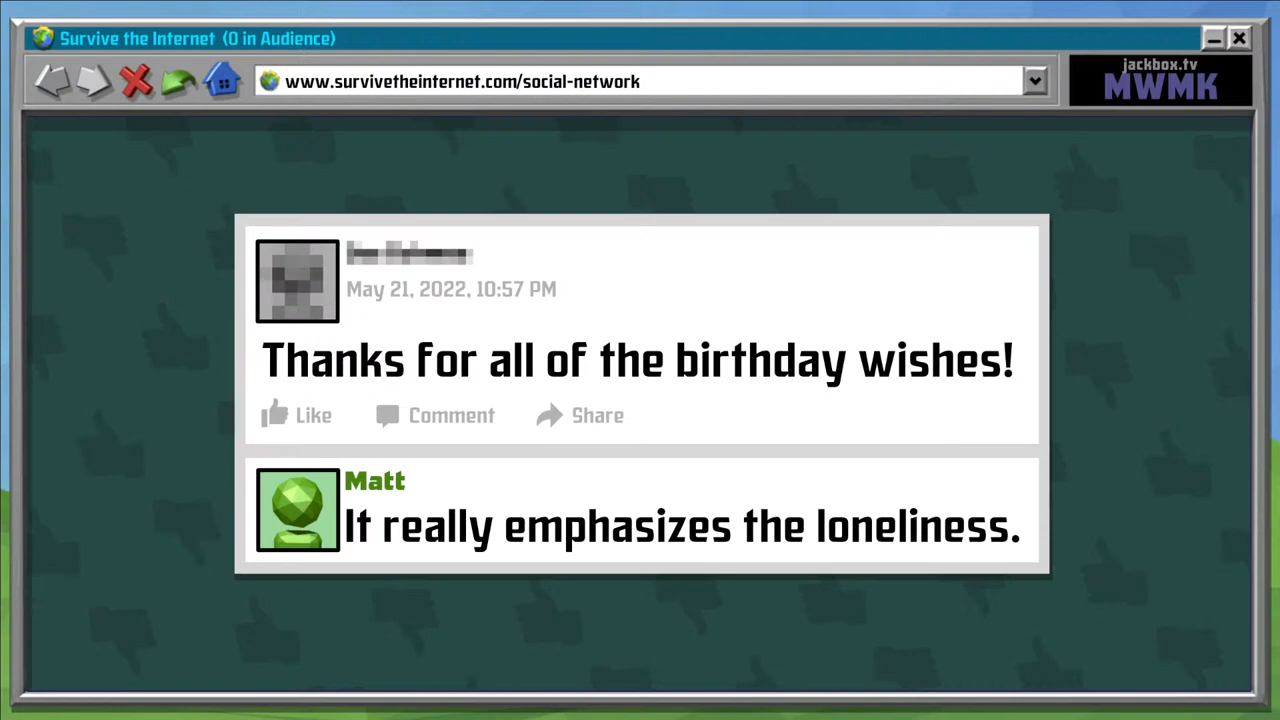 Survive the Internet (0 in Audience)
www.survivetheinternet.com/social-network
jackbox.tv
MWMK
May 21, 2022, 10:57 PM
Thanks for all of the birthday wishes!
Like Comment Share
Matt
It really emphasizes the loneliness.